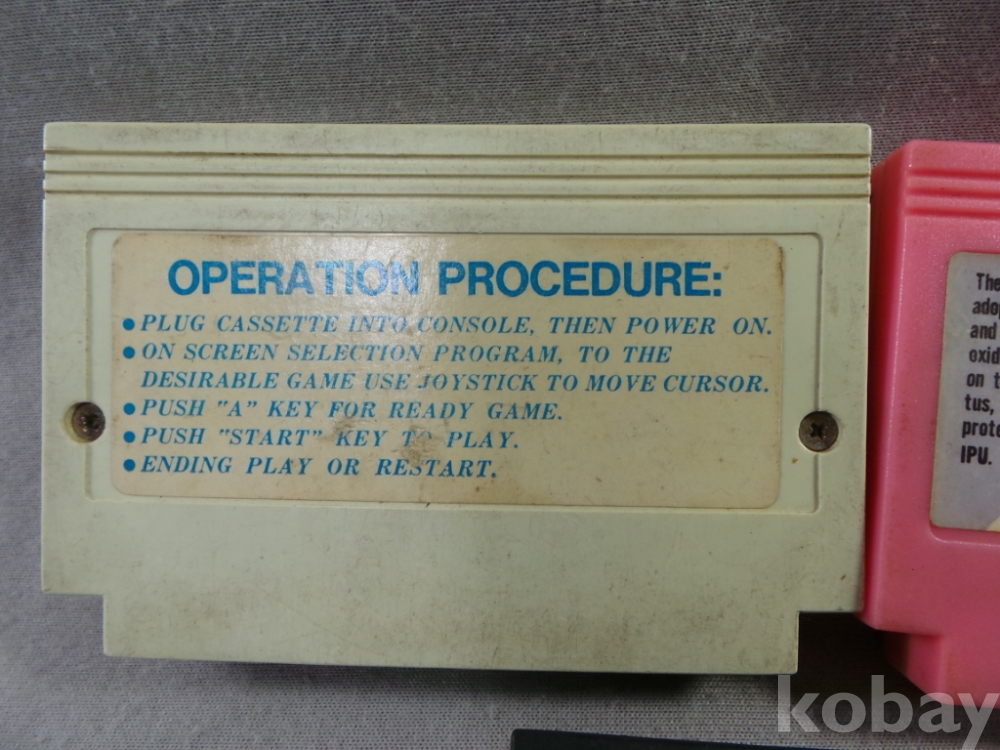 OPERATION PROCEDURE:
• PLUG CASSETTE INTO CONSOLE, THEN POWER ON.
• ON SCREEN SELECTION PROGRAM, TO THE
DESIRABLE GAME USE JOYSTICK TO MOVE CURSOR.
• PUSH "A" KEY FOR READY GAME.
• PUSH "START" KEY TO PLAY.
• ENDING PLAY OR RESTART.
The
and
on t
tus,
prote
IPU.
kobay